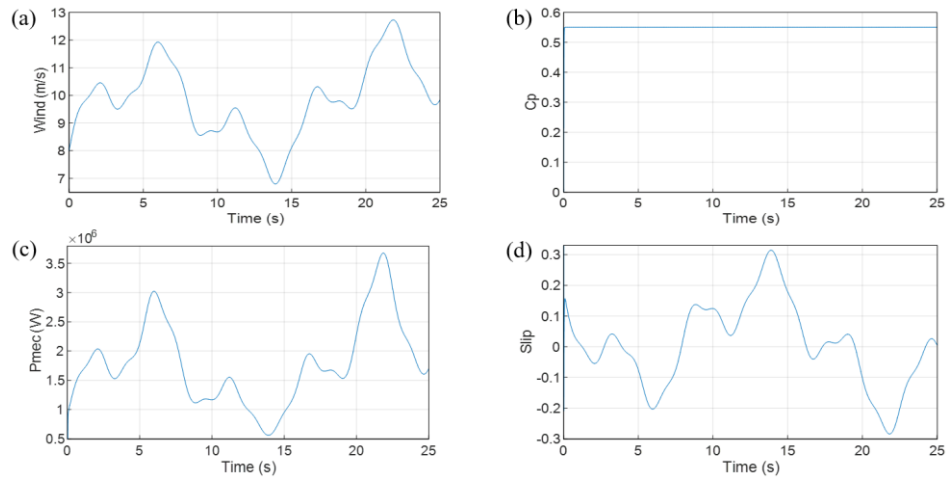 (a)
13
12
11
10
9
8
7
Wind (m/s)
0 5 10 15 20 25
Time (s)
(b)
0.6
0.5
0.4
0.3
0.2
0.1
0
Cp
0 5 10 15 20 25
Time (s)
(c)
×10⁶
3.5
3
2.5
2
1.5
1
0.5
Pmec (W)
0 5 10 15 20 25
Time (s)
(d)
0.3
0.2
0.1
0
-0.1
-0.2
-0.3
Slip
0 5 10 15 20 25
Time (s)